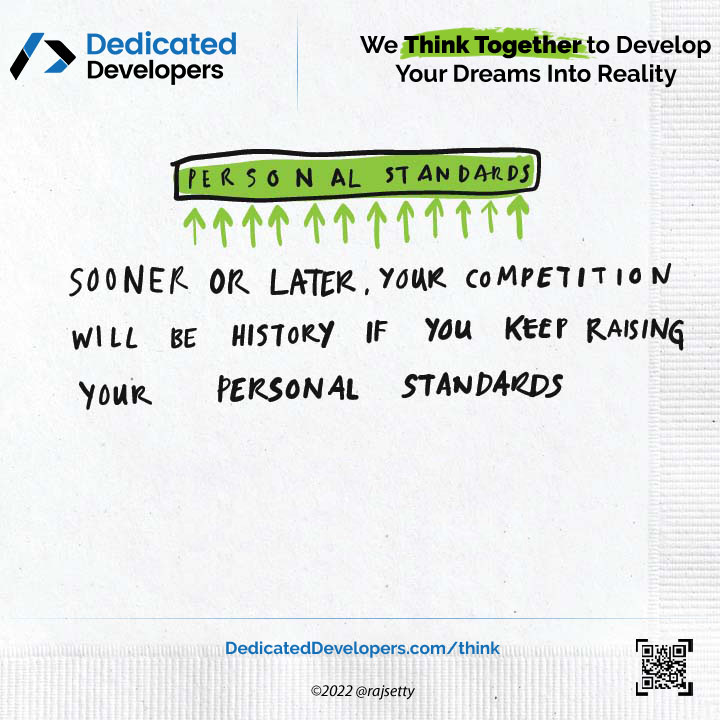 Dedicated
Developers
We Think Together to Develop
Your Dreams Into Reality
PERSONAL STANDARDS
SOONER OR LATER, YOUR COMPETITION
WILL BE HISTORY IF YOU KEEP RAISING
YOUR PERSONAL STANDARDS
DedicatedDevelopers.com/think
©2022 @rajsetty